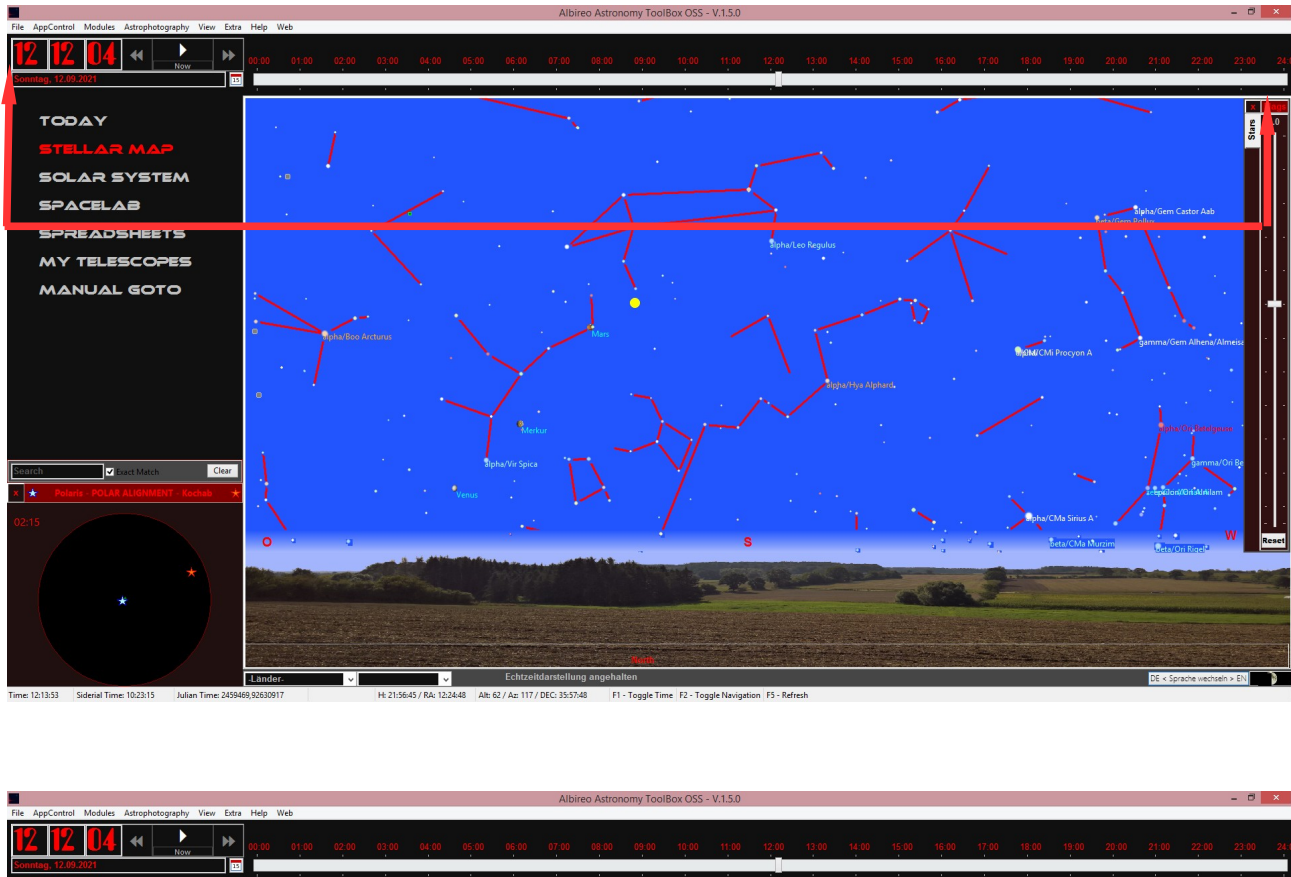 Albireo Astronomy ToolBox OSS - V.1.5.0
File AppControl Modules Astrophotography View Extra Help Web
12 12 04
Now
00:00 01:00 02:00 03:00 04:00 05:00 06:00 07:00 08:00 09:00 10:00 11:00 12:00 13:00 14:00 15:00 16:00 17:00 18:00 19:00 20:00 21:00 22:00 23:00
Sonntag, 12.09.2021
15
TODAY
STELLAR MAP
SOLAR SYSTEM
SPACELAB
SPREADSHEETS
MY TELESCOPES
MANUAL GOTO
x
Stars
alpha/Gem Castor Aab
beta/Gem Pollux
alpha/Leo Regulus
alpha/Boo Arcturus
Mars
gamma/Gem Alhena/Almeisa
CMi Procyon A
alpha/Hya Alphard
Merkur
alpha/Vir Spica
gamma/Ori Be
Venus
alpha/CMa Sirius A
beta/CMa Murzim
beta/Ori Rigel
O S W
Reset
Search
Exact Match
Clear
x Polaris - POLAR ALIGNMENT - Kochab
02:15
-Länder-
Echtzeitdarstellung angehalten
DE < Sprache wechseln > EN
Time: 12:13:53 Siderial Time: 10:23:15 Julian Time: 2459469,92630917 H: 21:56:45 / RA: 12:24:48 Alt: 62 / Az: 117 / DEC: 35:57:48 F1 - Toggle Time F2 - Toggle Navigation F5 - Refresh
Albireo Astronomy ToolBox OSS - V.1.5.0
File AppControl Modules Astrophotography View Extra Help Web
12 12 04
Now
00:00 01:00 02:00 03:00 04:00 05:00 06:00 07:00 08:00 09:00 10:00 11:00 12:00 13:00 14:00 15:00 16:00 17:00 18:00 19:00 20:00 21:00 22:00 23:00
Sonntag, 12.09.2021
15